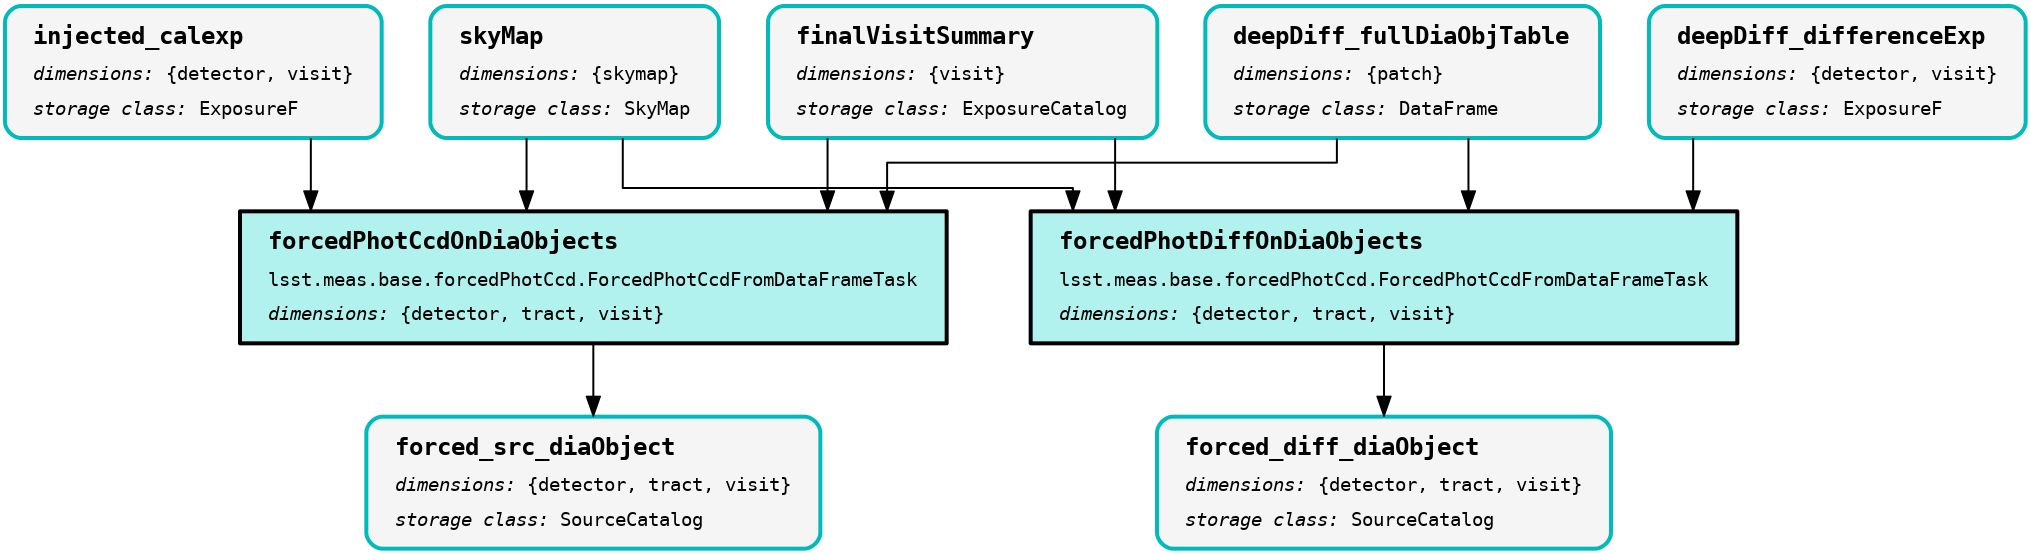 injected_calexp
dimensions: {detector, visit}
storage class: ExposureF
skyMap
dimensions: {skymap}
storage class: SkyMap
finalVisitSummary
dimensions: {visit}
storage class: ExposureCatalog
deepDiff_fullDiaObjTable
dimensions: {patch}
storage class: DataFrame
deepDiff_differenceExp
dimensions: {detector, visit}
storage class: ExposureF
forcedPhotCcdOnDiaObjects
lsst.meas.base.forcedPhotCcd.ForcedPhotCcdFromDataFrameTask
dimensions: {detector, tract, visit}
forcedPhotDiffOnDiaObjects
lsst.meas.base.forcedPhotCcd.ForcedPhotCcdFromDataFrameTask
dimensions: {detector, tract, visit}
forced_src_diaObject
dimensions: {detector, tract, visit}
storage class: SourceCatalog
forced_diff_diaObject
dimensions: {detector, tract, visit}
storage class: SourceCatalog